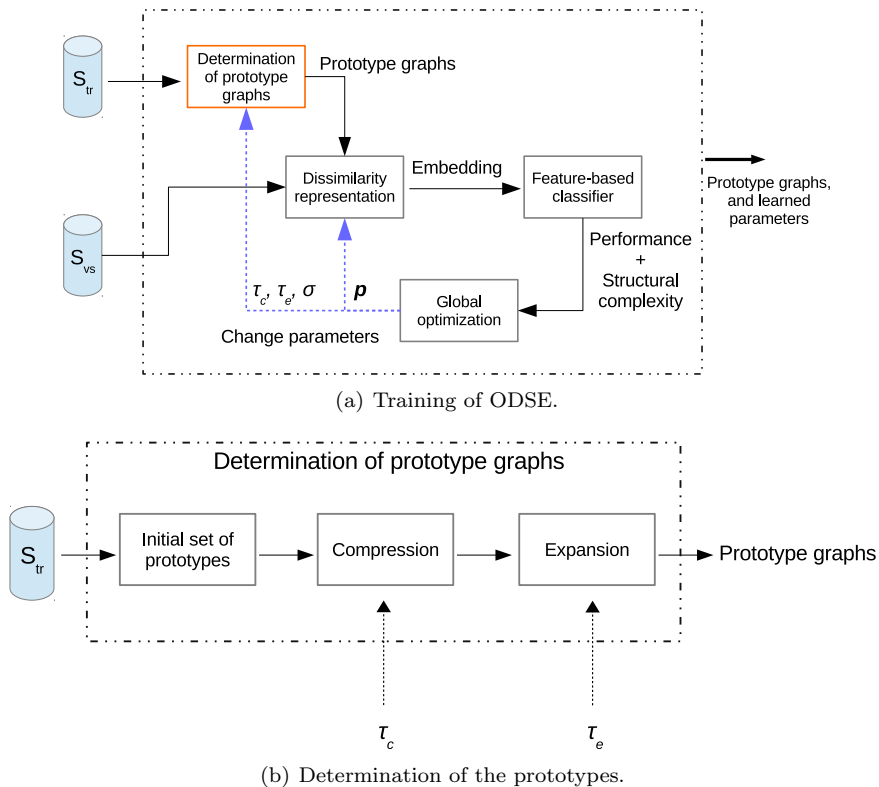 S_tr
Determination
of prototype
graphs
Prototype graphs
Dissimilarity
representation
Embedding
Feature-based
classifier
Prototype graphs,
and learned
parameters
S_vs
Performance
+
Structural
complexity
τ_c, τ_e, σ
p
Global
optimization
Change parameters
(a) Training of ODSE.
Determination of prototype graphs
S_tr
Initial set of
prototypes
Compression
Expansion
Prototype graphs
τ_c
τ_e
(b) Determination of the prototypes.